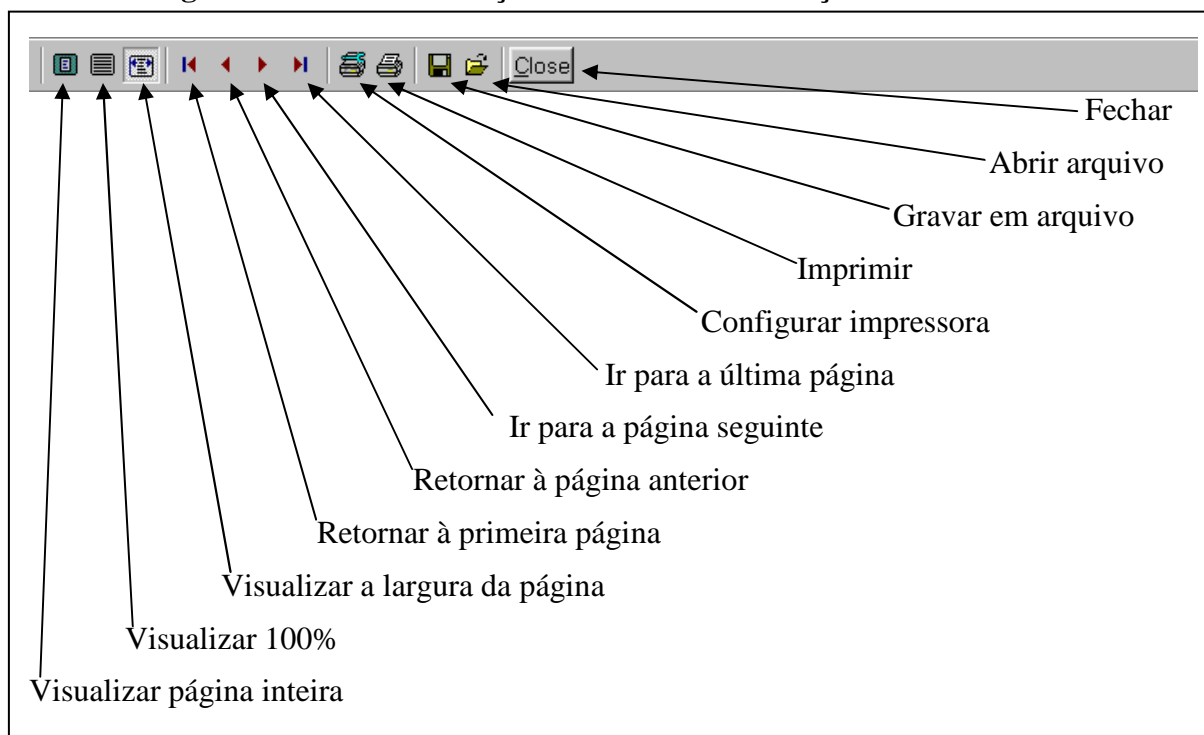 Close
Fechar
Abrir arquivo
Gravar em arquivo
Imprimir
Configurar impressora
Ir para a última página
Ir para a página seguinte
Retornar à página anterior
Retornar à primeira página
Visualizar a largura da página
Visualizar 100%
Visualizar página inteira